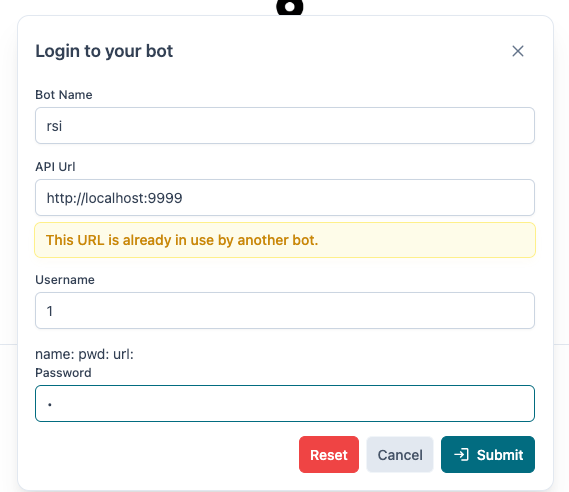 Login to your bot
Bot Name
rsi
API Url
http://localhost:9999
This URL is already in use by another bot.
Username
1
name: pwd: url:
Password
•
Reset Cancel Submit